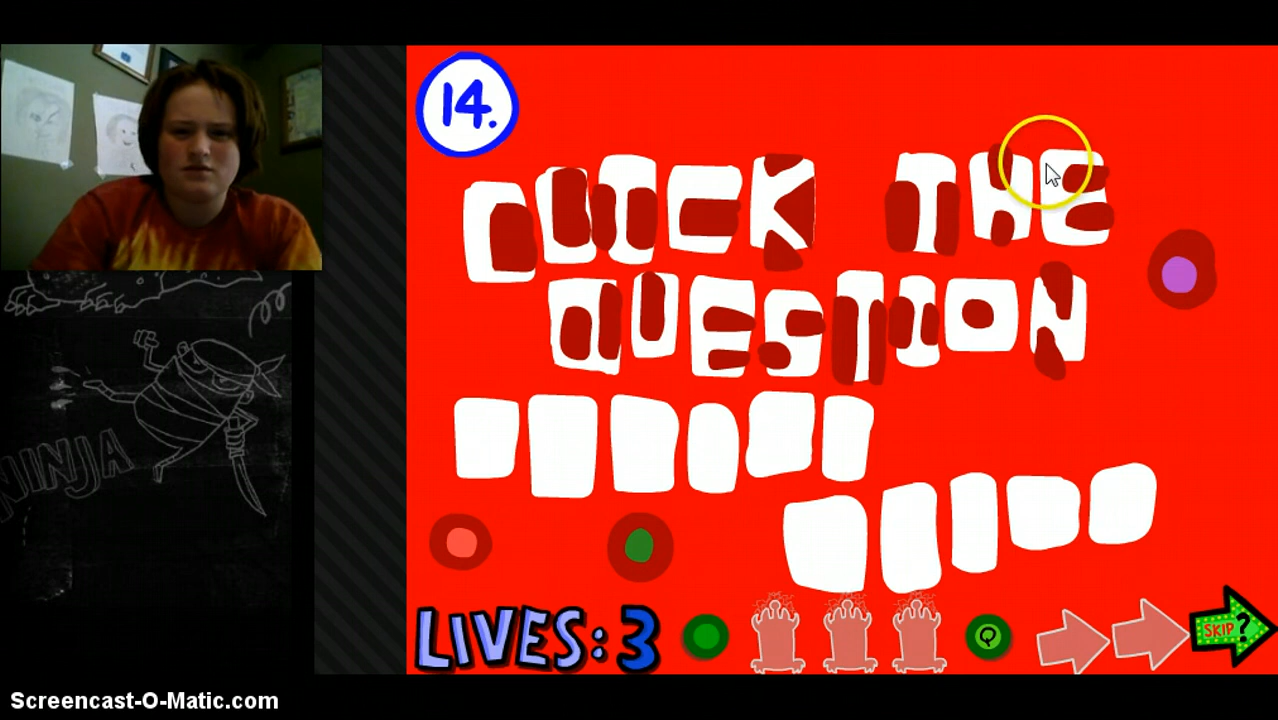 14.
CLICK THE
QUESTION
NINJA
LIVES: 3
Q
SKIP?
Screencast-O-Matic.com